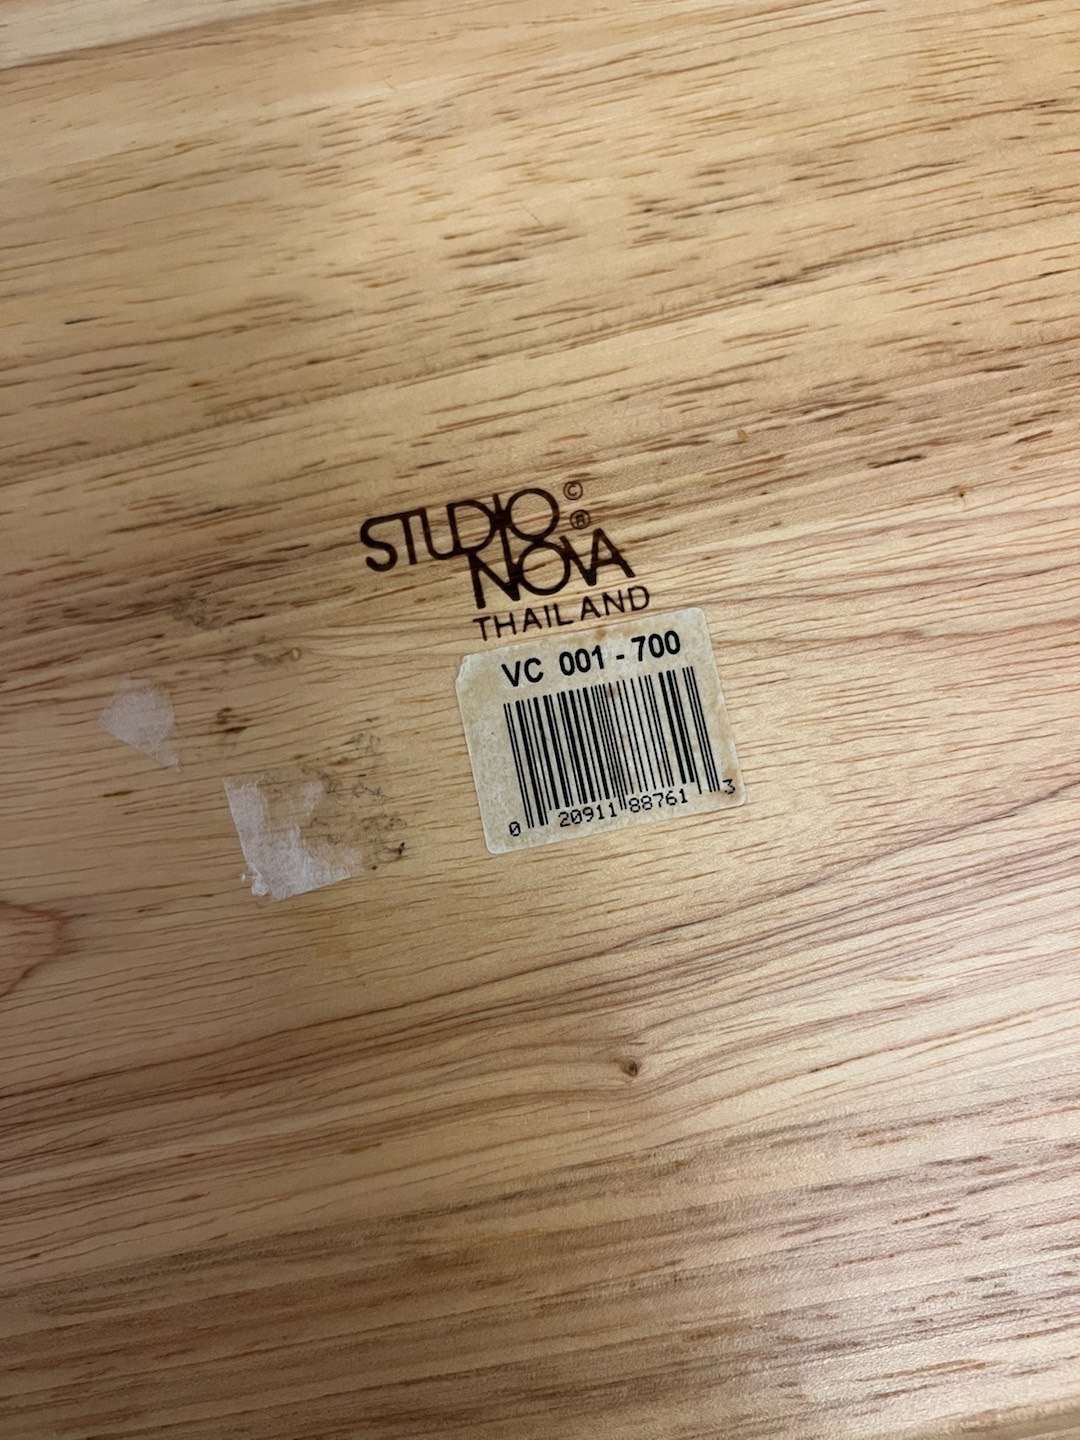 STUDIO ©
NOVA ®
THAILAND
VC 001 - 700
0 20911 88761 3